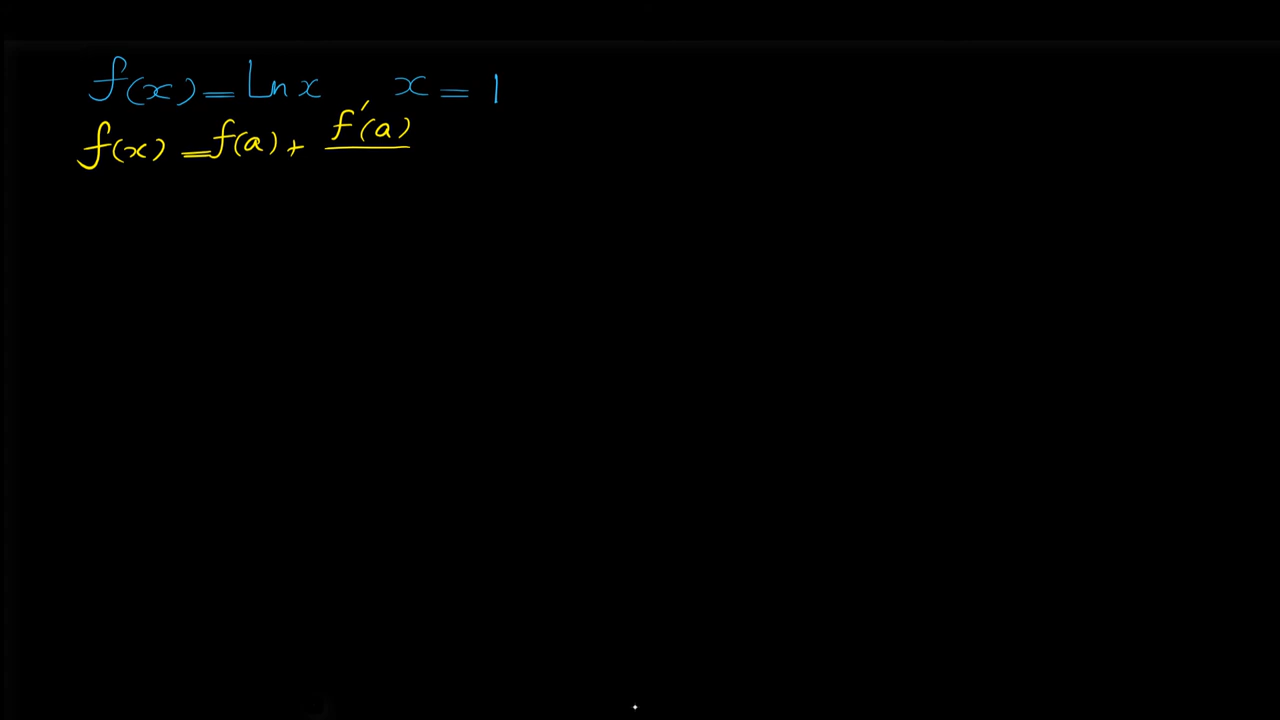 f(x) = Ln x x = 1
f(x) = f(a) + f'(a)